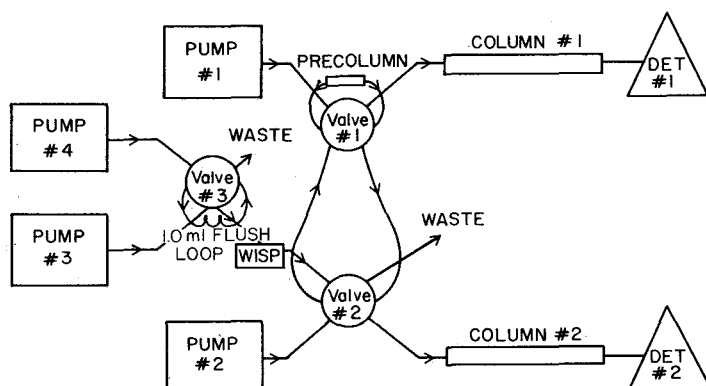 PUMP
#1
PRECOLUMN
COLUMN #1
DET
#1
Valve
#1
PUMP
#4
WASTE
Valve
#3
PUMP
#3
1.0 ml FLUSH
LOOP
WISP
WASTE
Valve
#2
PUMP
#2
COLUMN #2
DET
#2